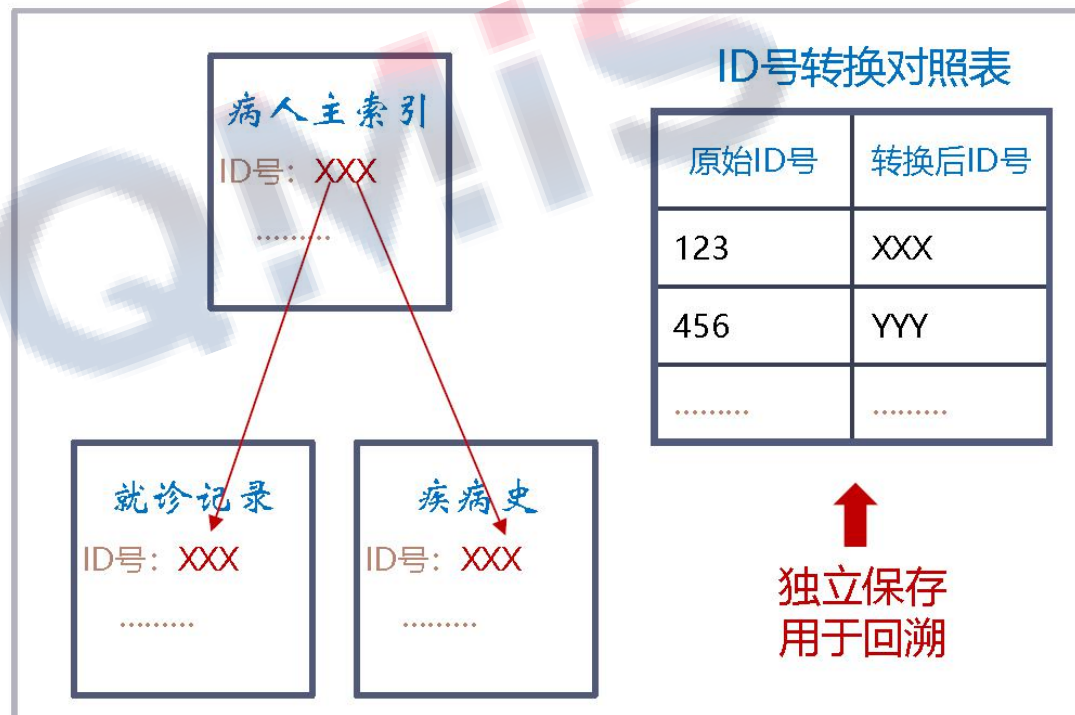 QMIS
病人主索引
ID号：XXX
………
就诊记录
ID号：XXX
………
疾病史
ID号：XXX
………
ID号转换对照表
原始ID号 转换后ID号
123 XXX
456 YYY
……… ………
独立保存
用于回溯